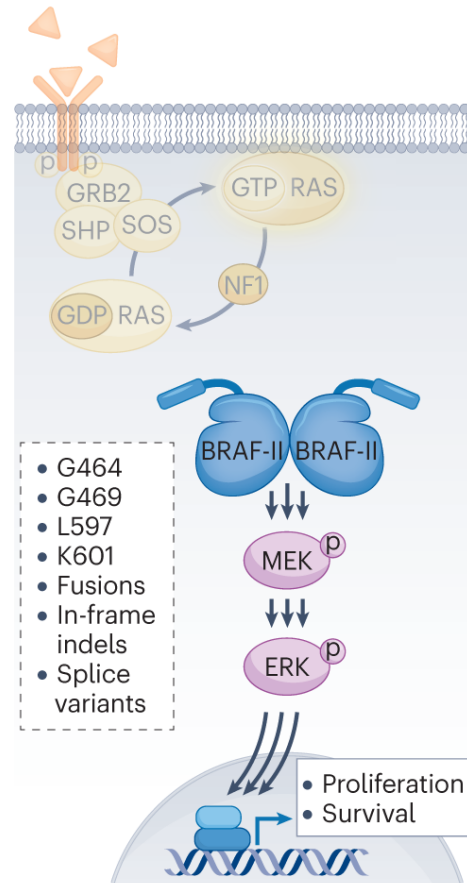 p
p
GRB2
SHP
SOS
GTP
RAS
NF1
GDP
RAS
BRAF-II
BRAF-II
• G464
• G469
• L597
• K601
• Fusions
• In-frame
indels
• Splice
variants
MEK
p
ERK
p
• Proliferation
• Survival